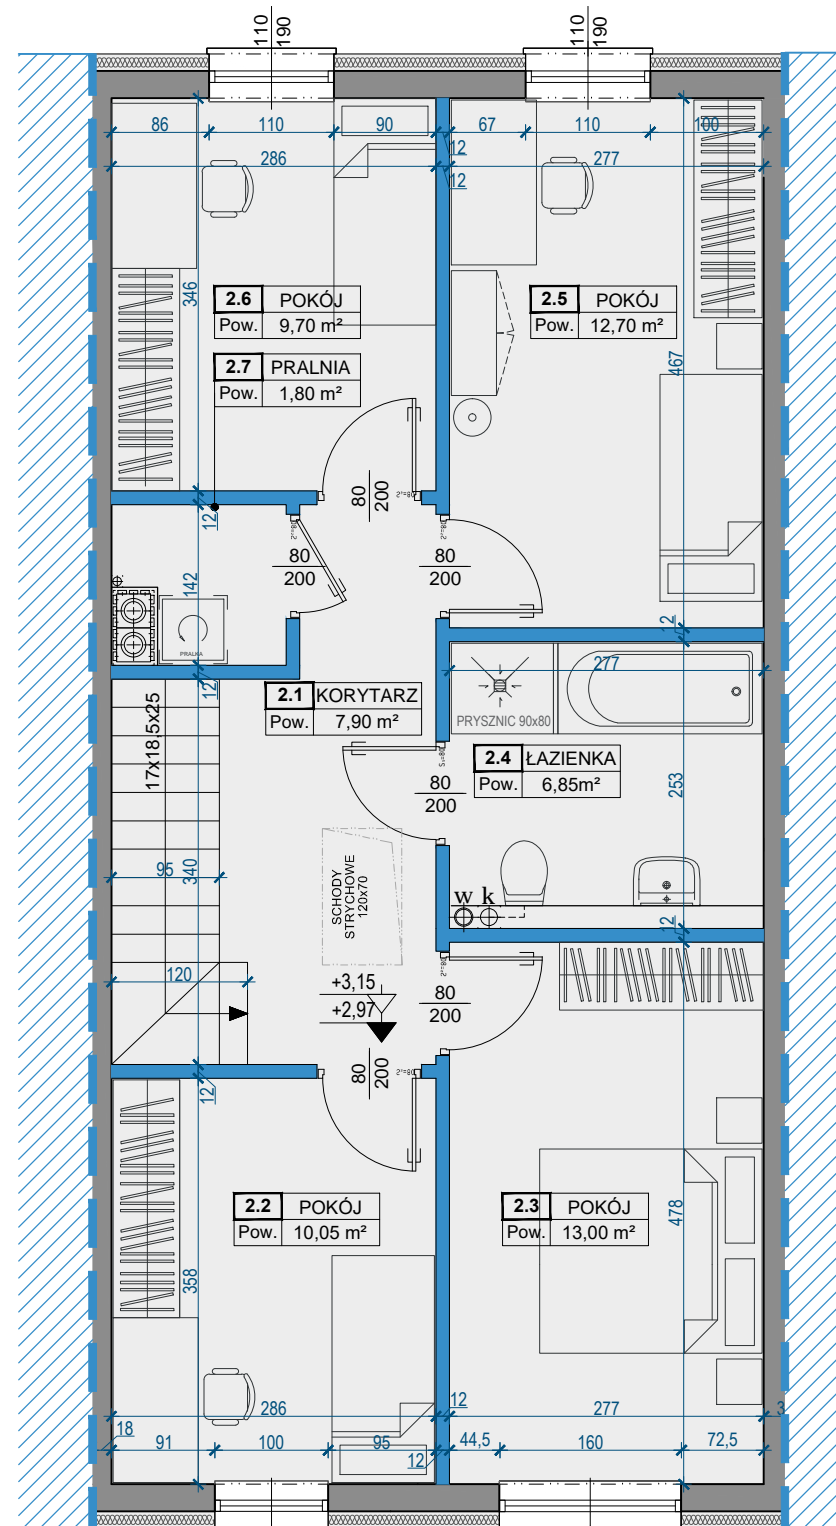 110
190
110
190
86
110
90
12
67
110
100
286
12
277
346
2.6 POKÓJ
Pow. 9,70 m²
2.5 POKÓJ
Pow. 12,70 m²
2.7 PRALNIA
Pow. 1,80 m²
467
80
200
12
80
200
80
200
142
PRALKA
12
12
277
2.1 KORYTARZ
Pow. 7,90 m²
17x18,5x25
PRYSZNIC 90x80
2.4 ŁAZIENKA
Pow. 6,85m²
80
200
253
95
340
SCHODY
STRYCHOWE
120x70
w k
12
120
+3,15
+2,97
80
200
80
200
12
2.2 POKÓJ
Pow. 10,05 m²
2.3 POKÓJ
Pow. 13,00 m²
478
358
286
12
277
3
18
91
100
95
12
44,5
160
72,5